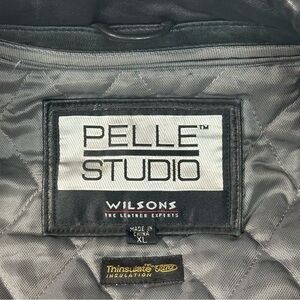 PELLE™
STUDIO
WILSONS
THE LEATHER EXPERTS
MADE IN
CHINA
XL
Thinsulate
INSULATION